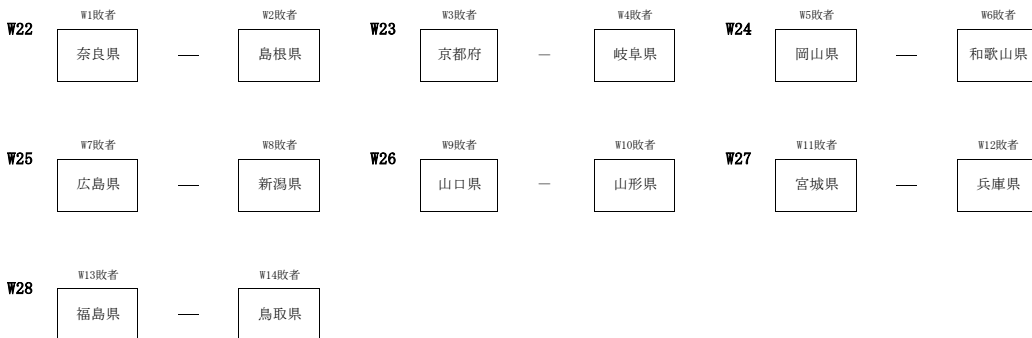 W1敗者 W2敗者 W3敗者 W4敗者 W5敗者 W6敗者
W22 奈良県 — 島根県 W23 京都府 － 岐阜県 W24 岡山県 — 和歌山県
W7敗者 W8敗者 W9敗者 W10敗者 W11敗者 W12敗者
W25 広島県 — 新潟県 W26 山口県 － 山形県 W27 宮城県 — 兵庫県
W13敗者 W14敗者
W28 福島県 — 鳥取県